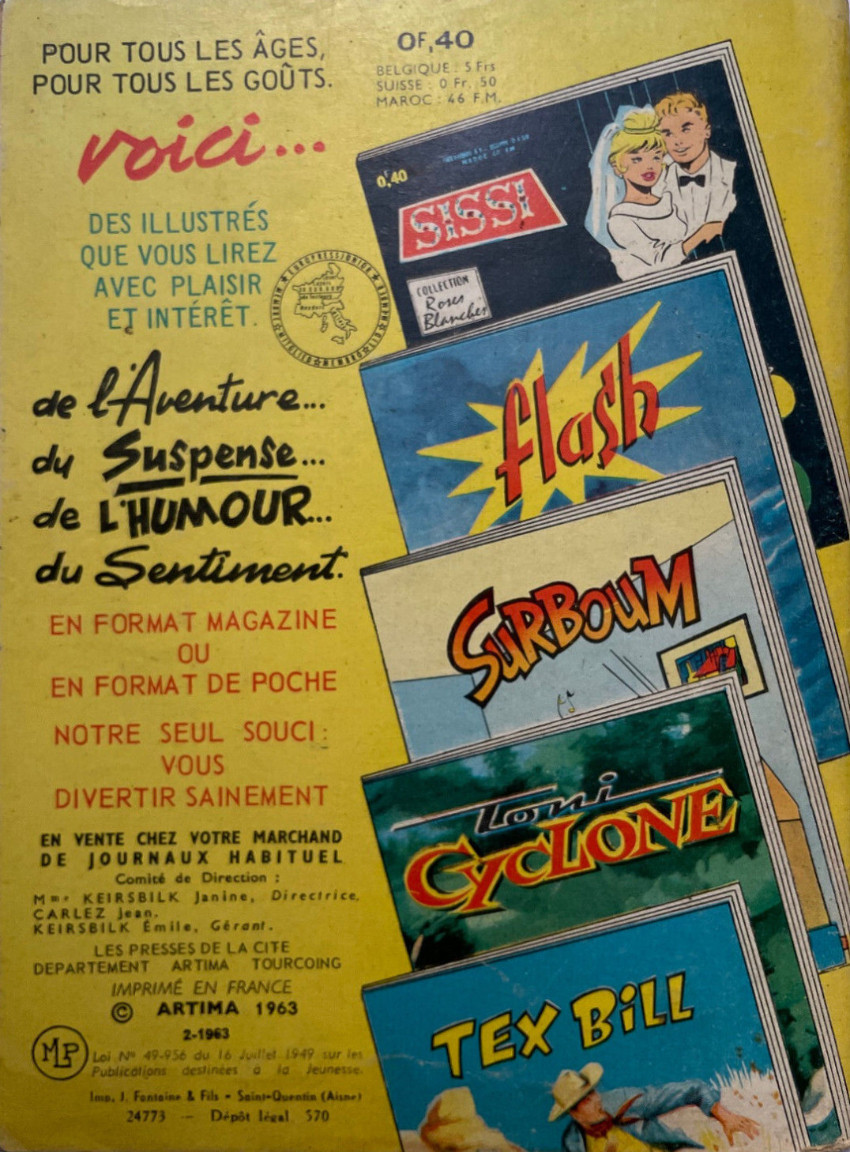 POUR TOUS LES ÂGES,
POUR TOUS LES GOÛTS.
voici...
DES ILLUSTRÉS
QUE VOUS LIREZ
AVEC PLAISIR
ET INTÉRÊT.
de l'Aventure...
du Suspense...
de L'HUMOUR...
du Sentiment.
EN FORMAT MAGAZINE
OU
EN FORMAT DE POCHE
NOTRE SEUL SOUCI:
VOUS
DIVERTIR SAINEMENT
EN VENTE CHEZ VOTRE MARCHAND
DE JOURNAUX HABITUEL
Comité de Direction :
Mme KEIRSBILK Janine, Directrice,
CARLEZ Jean.
KEIRSBILK Émile, Gérant.
LES PRESSES DE LA CITE
DEPARTEMENT ARTIMA TOURCOING
IMPRIMÉ EN FRANCE
© ARTIMA 1963
2-1963
MLP
Loi Nº 49-956 du 16 Juillet 1949 sur les
Publications destinées a la Jeunesse.
Imp. J. Fontaine & Fils - Saint-Quentin (Aisne)
24773 — Dépôt légal 570
0F,40
BELGIQUE : 5 Frs
SUISSE : 0 Fr. 50
MAROC : 46 F.M.
EUROPRESSJUNIOR
0F,40
SISSI
COLLECTION
Roses
Blanches
flash
SURBOUM
Toni
CYCLONE
TEX BILL